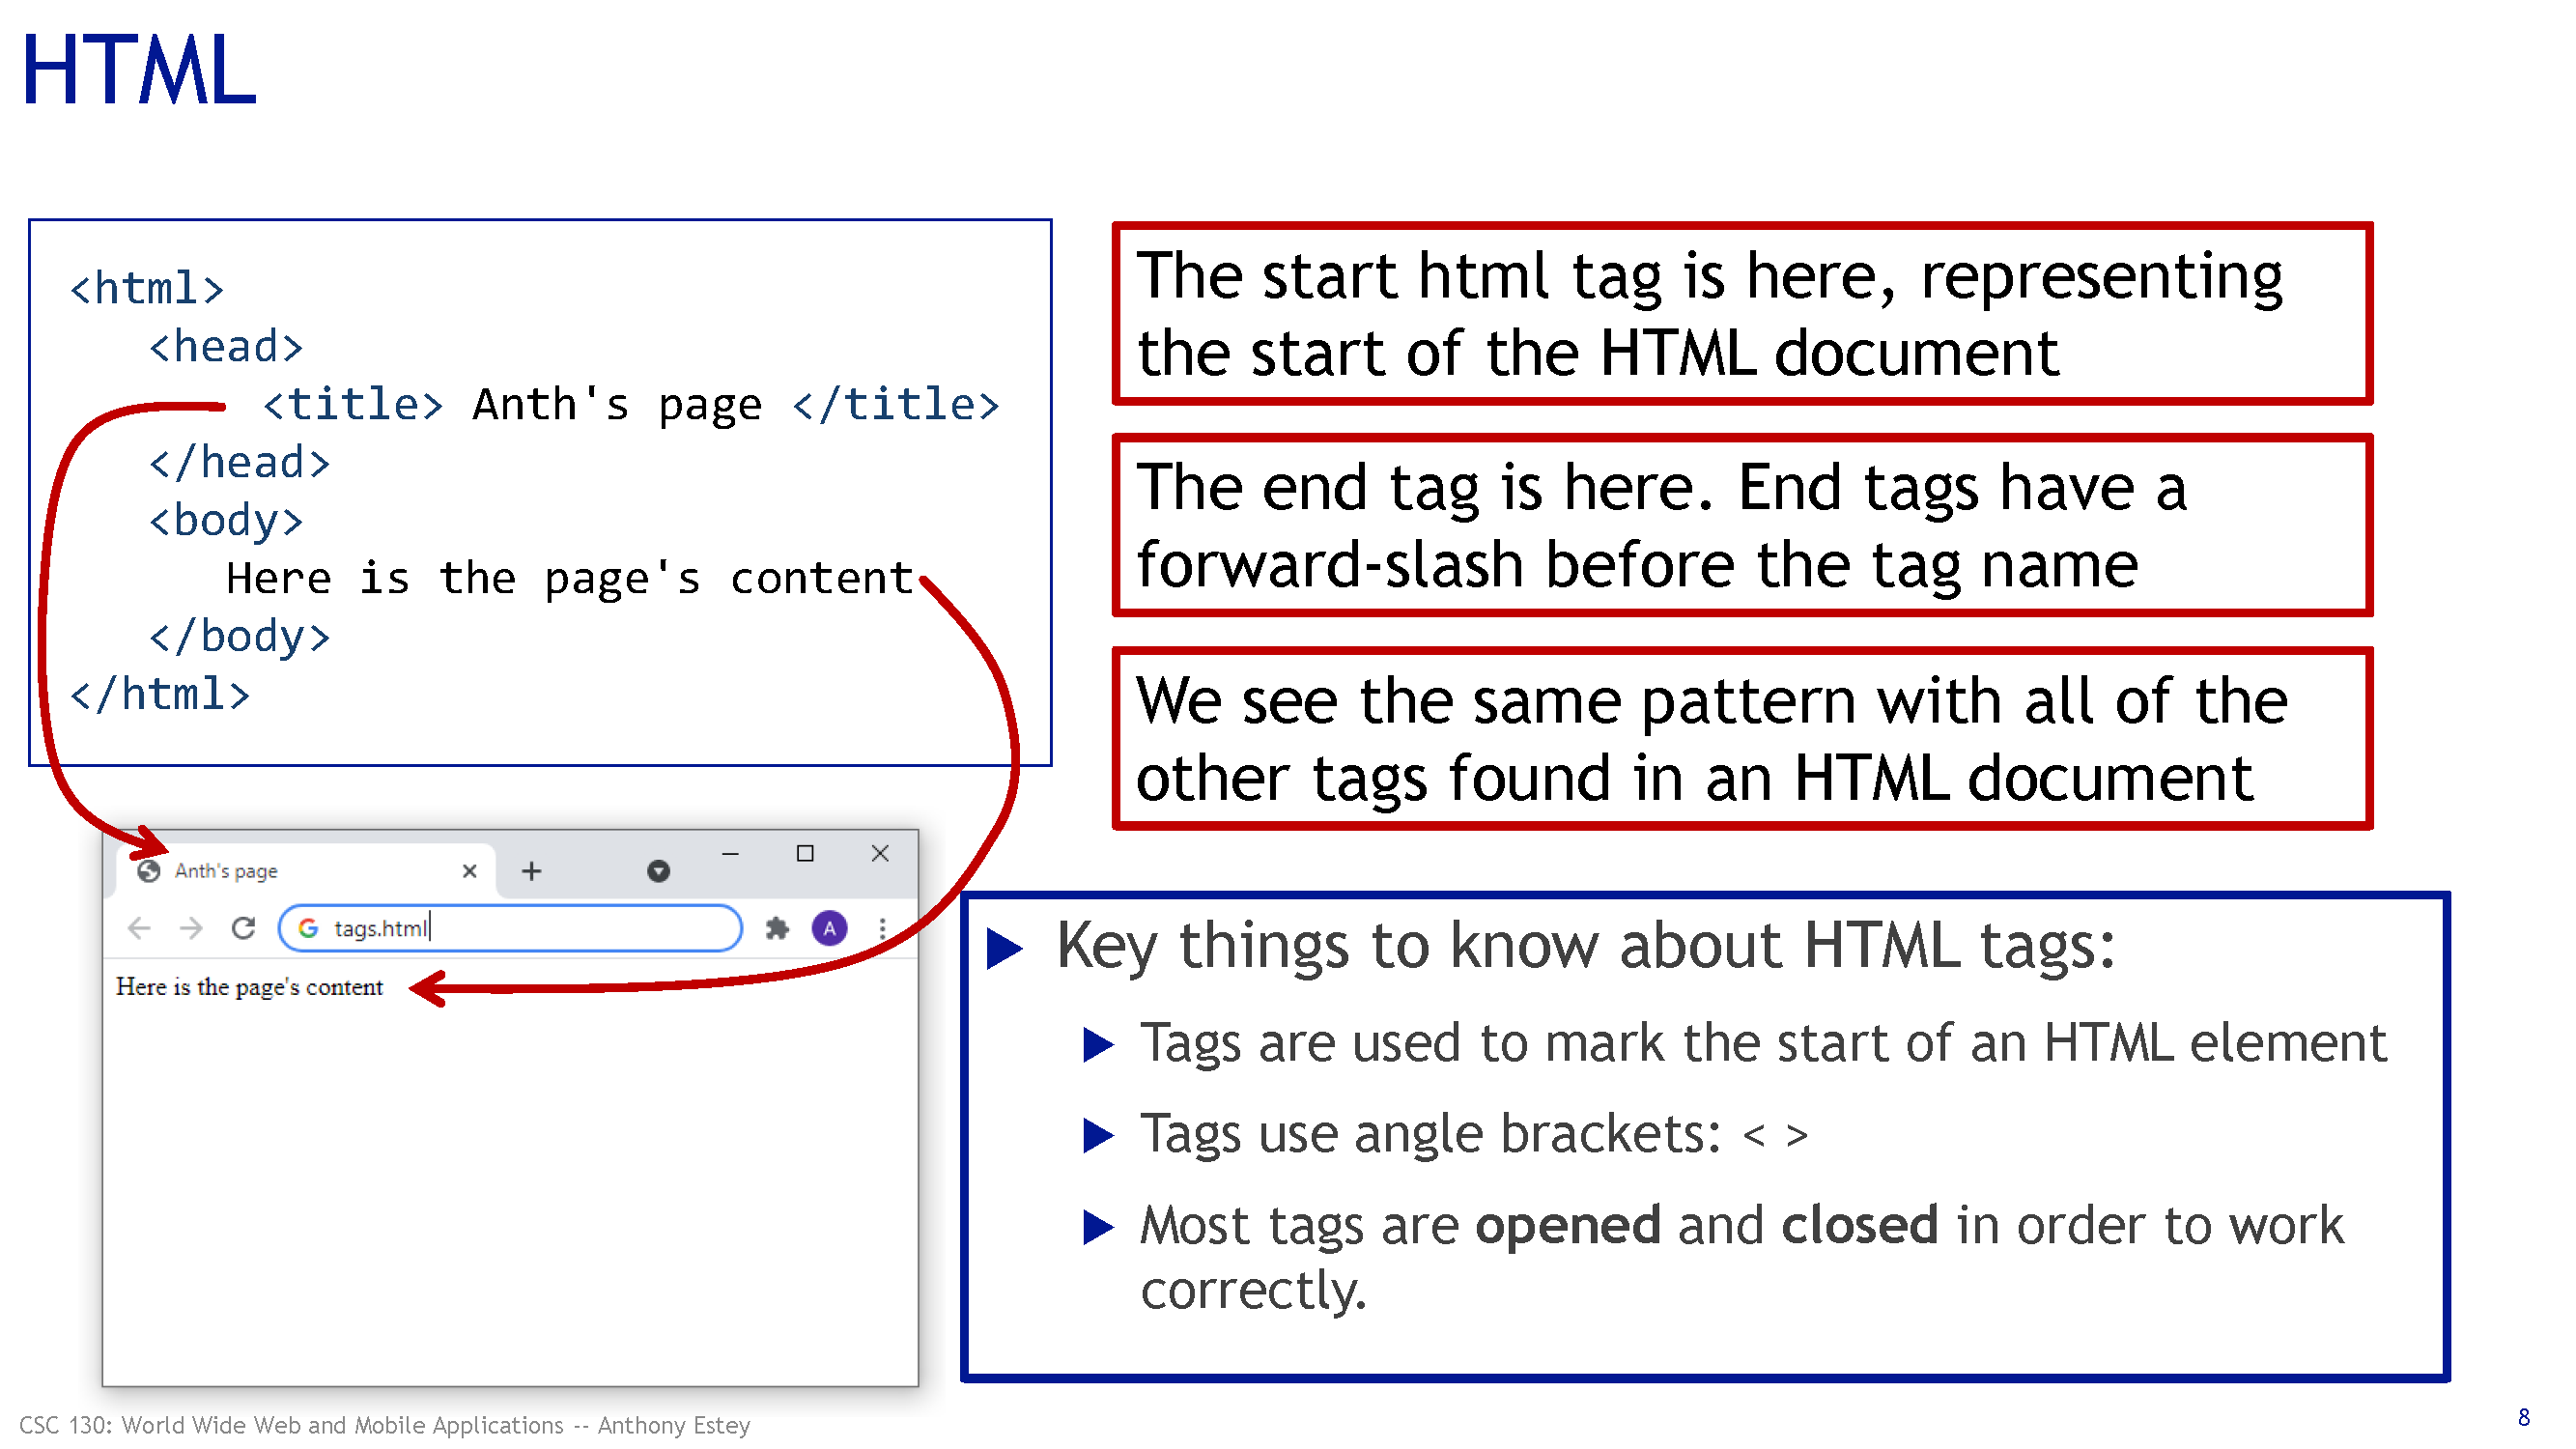 HTML
<html>
<head>
<title> Anth's page </title>
</head>
<body>
Here is the page's content
</body>
</html>
The start html tag is here, representing
the start of the HTML document
The end tag is here. End tags have a
forward-slash before the tag name
We see the same pattern with all of the
other tags found in an HTML document
Anth's page
tags.html
A
Here is the page's content
Key things to know about HTML tags:
Tags are used to mark the start of an HTML element
Tags use angle brackets: < >
Most tags are opened and closed in order to work
correctly.
CSC 130: World Wide Web and Mobile Applications -- Anthony Estey
8